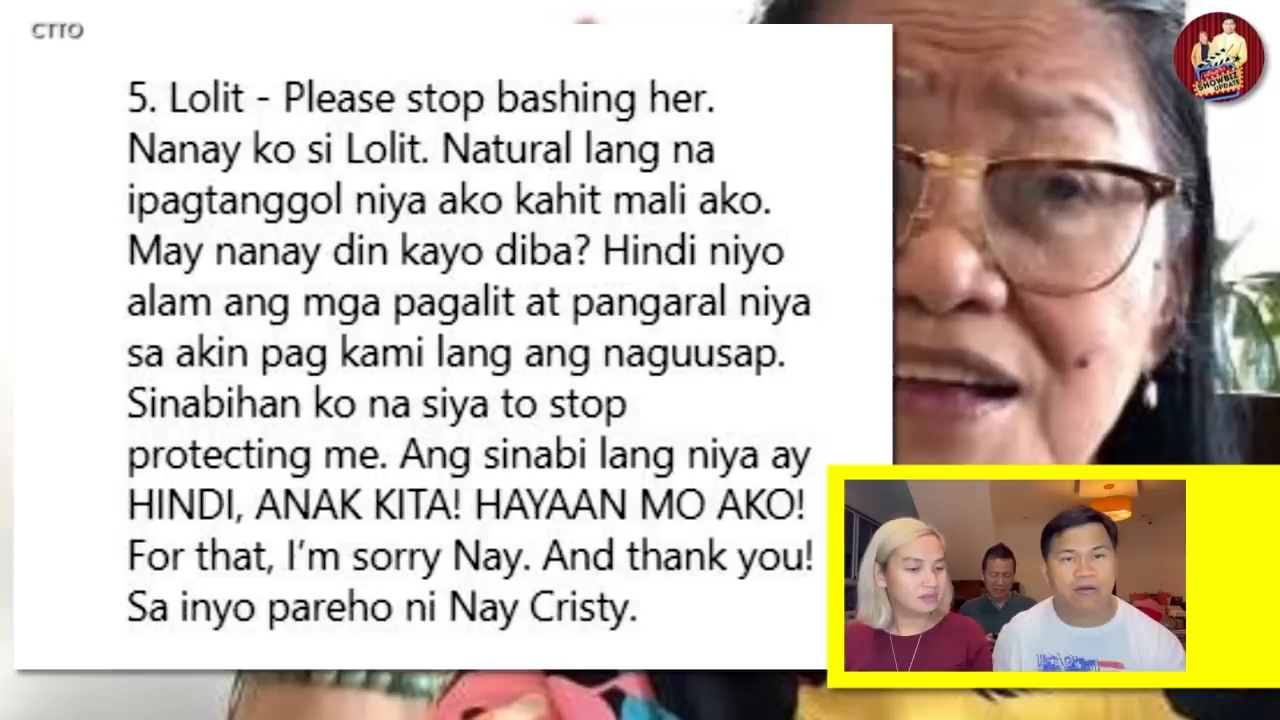 CTTO
5. Lolit - Please stop bashing her.
Nanay ko si Lolit. Natural lang na
ipagtanggol niya ako kahit mali ako.
May nanay din kayo diba? Hindi niyo
alam ang mga pagalit at pangaral niya
sa akin pag kami lang ang naguusap.
Sinabihan ko na siya to stop
protecting me. Ang sinabi lang niya ay
HINDI, ANAK KITA! HAYAAN MO AKO!
For that, I’m sorry Nay. And thank you!
Sa inyo pareho ni Nay Cristy.
SHOWBIZ
UPDATE